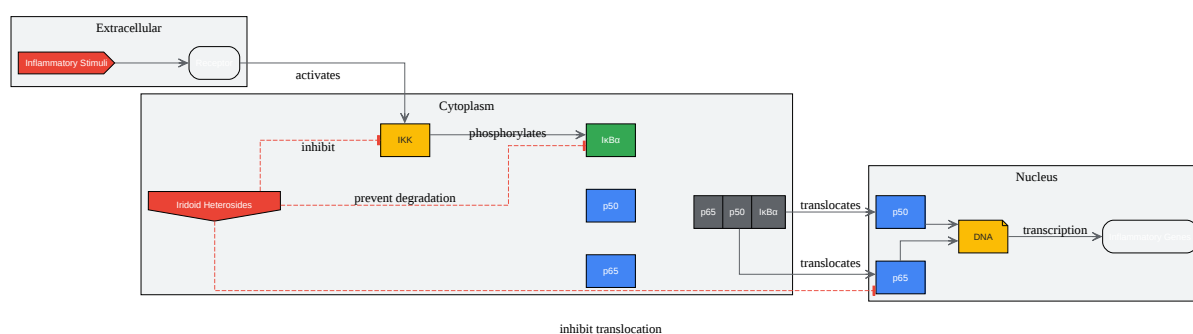 Extracellular
Inflammatory Stimuli
activates
Cytoplasm
IKK
phosphorylates
IκBα
inhibit
Iridoid Heterosides
prevent degradation
p50
p65
p65
p50
IκBα
translocates
translocates
Nucleus
p50
p65
DNA
transcription
inhibit translocation